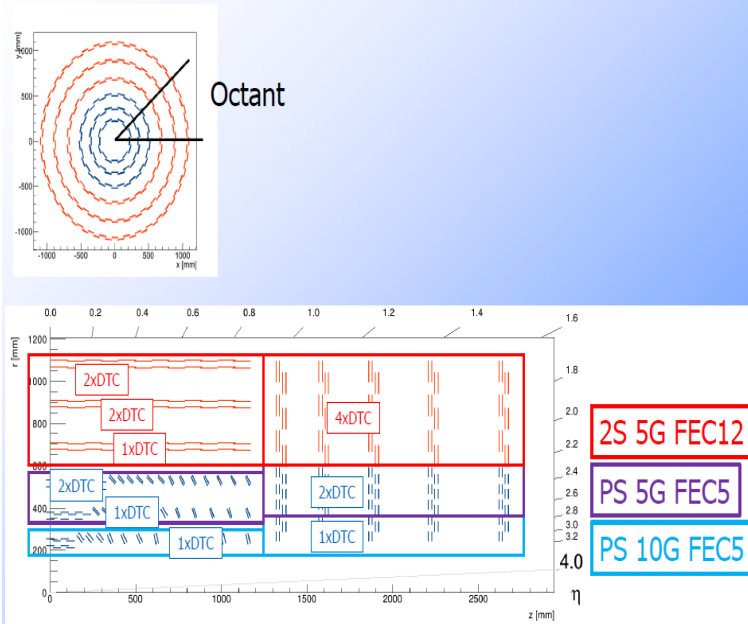 y [mm]
1000
500
0
-500
-1000
-1000 -500 0 500 1000
x [mm]
Octant
0.0 0.2 0.4 0.6 0.8 1.0 1.2 1.4 1.6
r [mm]
1200
1000
800
600
400
200
0
2xDTC
2xDTC
1xDTC
4xDTC
2xDTC
1xDTC
1xDTC
2xDTC
1xDTC
1.8
2.0
2.2
2.4
2.6
2.8
3.0
3.2
4.0
η
0 500 1000 1500 2000 2500
z [mm]
2S 5G FEC12
PS 5G FEC5
PS 10G FEC5